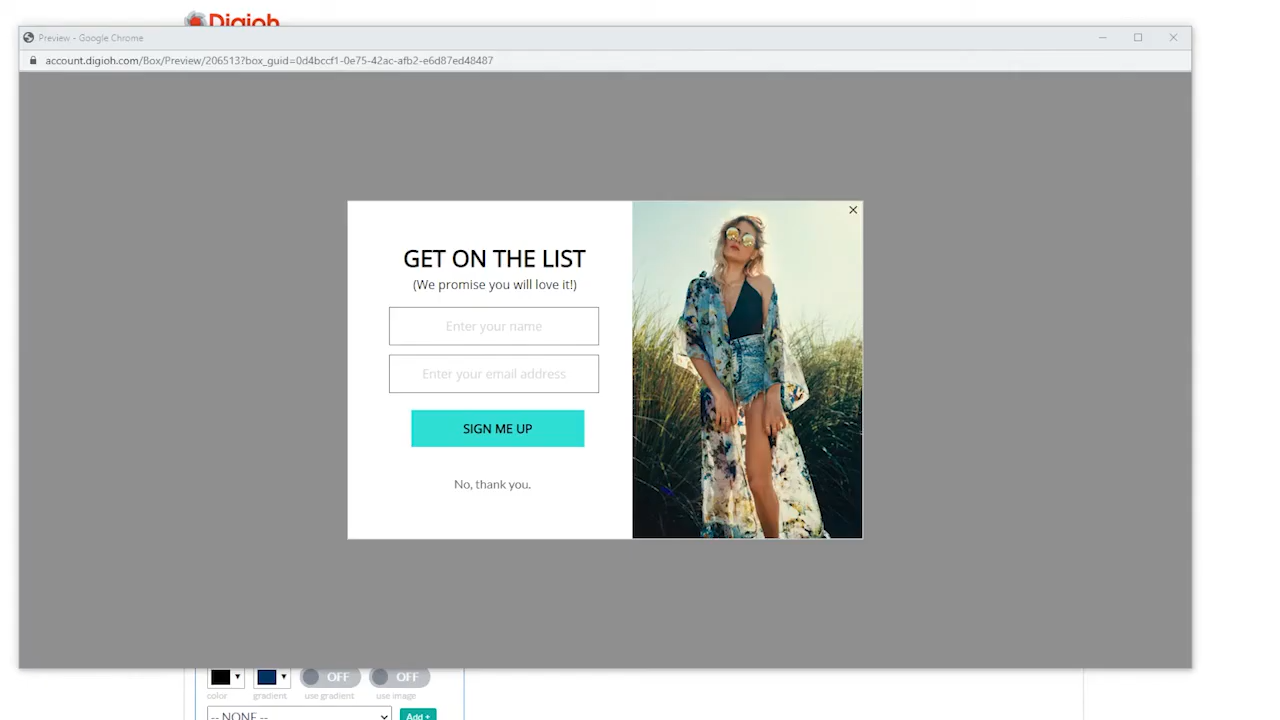 Digioh
Preview - Google Chrome
account.digioh.com/Box/Preview/206513?box_guid=0d4bccf1-0e75-42ac-afb2-e6d87ed48487
GET ON THE LIST
(We promise you will love it!)
Enter your name
Enter your email address
SIGN ME UP
No, thank you.
OFF OFF
color gradient use gradient use image
-- NONE -- Add +